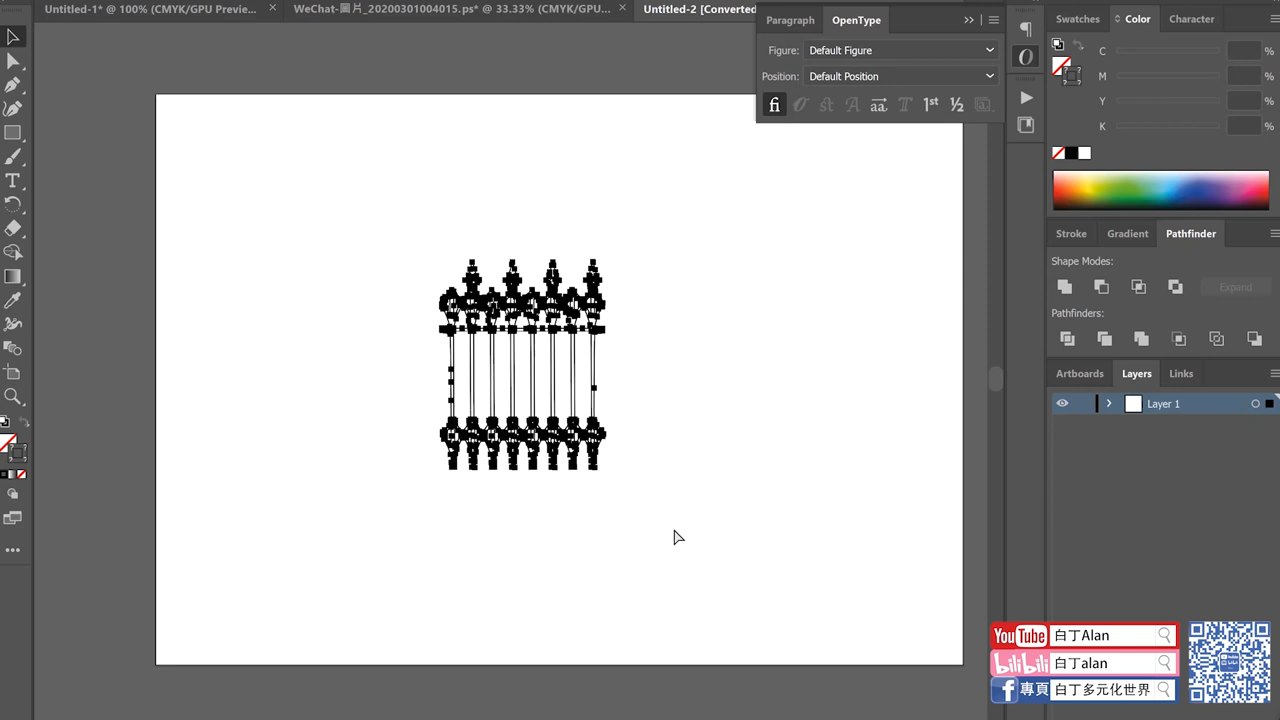 Untitled-1* @ 100% (CMYK/GPU Previe...
WeChat-圖片_20200301004015.ps* @ 33.33% (CMYK/GPU...
Untitled-2 [Converted
Paragraph
OpenType
Figure:
Default Figure
Position:
Default Position
fi
st
A
aa
T
1st
½
Swatches
Color
Character
C
%
M
%
Y
%
K
%
Stroke
Gradient
Pathfinder
Shape Modes:
Expand
Pathfinders:
Artboards
Layers
Links
Layer 1
YouTube
白丁Alan
bilibili
白丁alan
f 專頁
白丁多元化世界